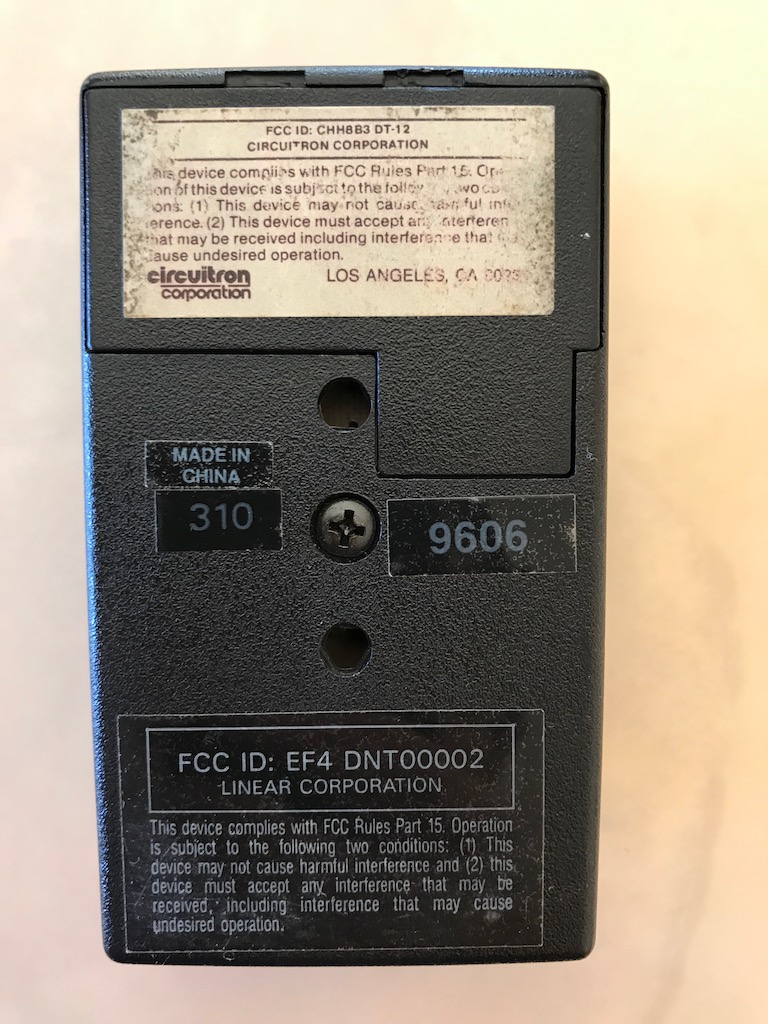 FCC ID: CHH8B3 DT-12
CIRCUITRON CORPORATION
device complies with FCC Rules Part 15.
of this device is subject to the
(1) This device may not cause
(2) This device must accept
may be received including interference that
undesired operation.
circuitron
corporation
LOS ANGELES, CA
MADE IN
CHINA
310
9606
FCC ID: EF4 DNT00002
LINEAR CORPORATION
This device complies with FCC Rules Part 15. Operation
is subject to the following two conditions: (1) This
device may not cause harmful interference and (2) this
device must accept any interference that may be
received, including interference that may cause
undesired operation.